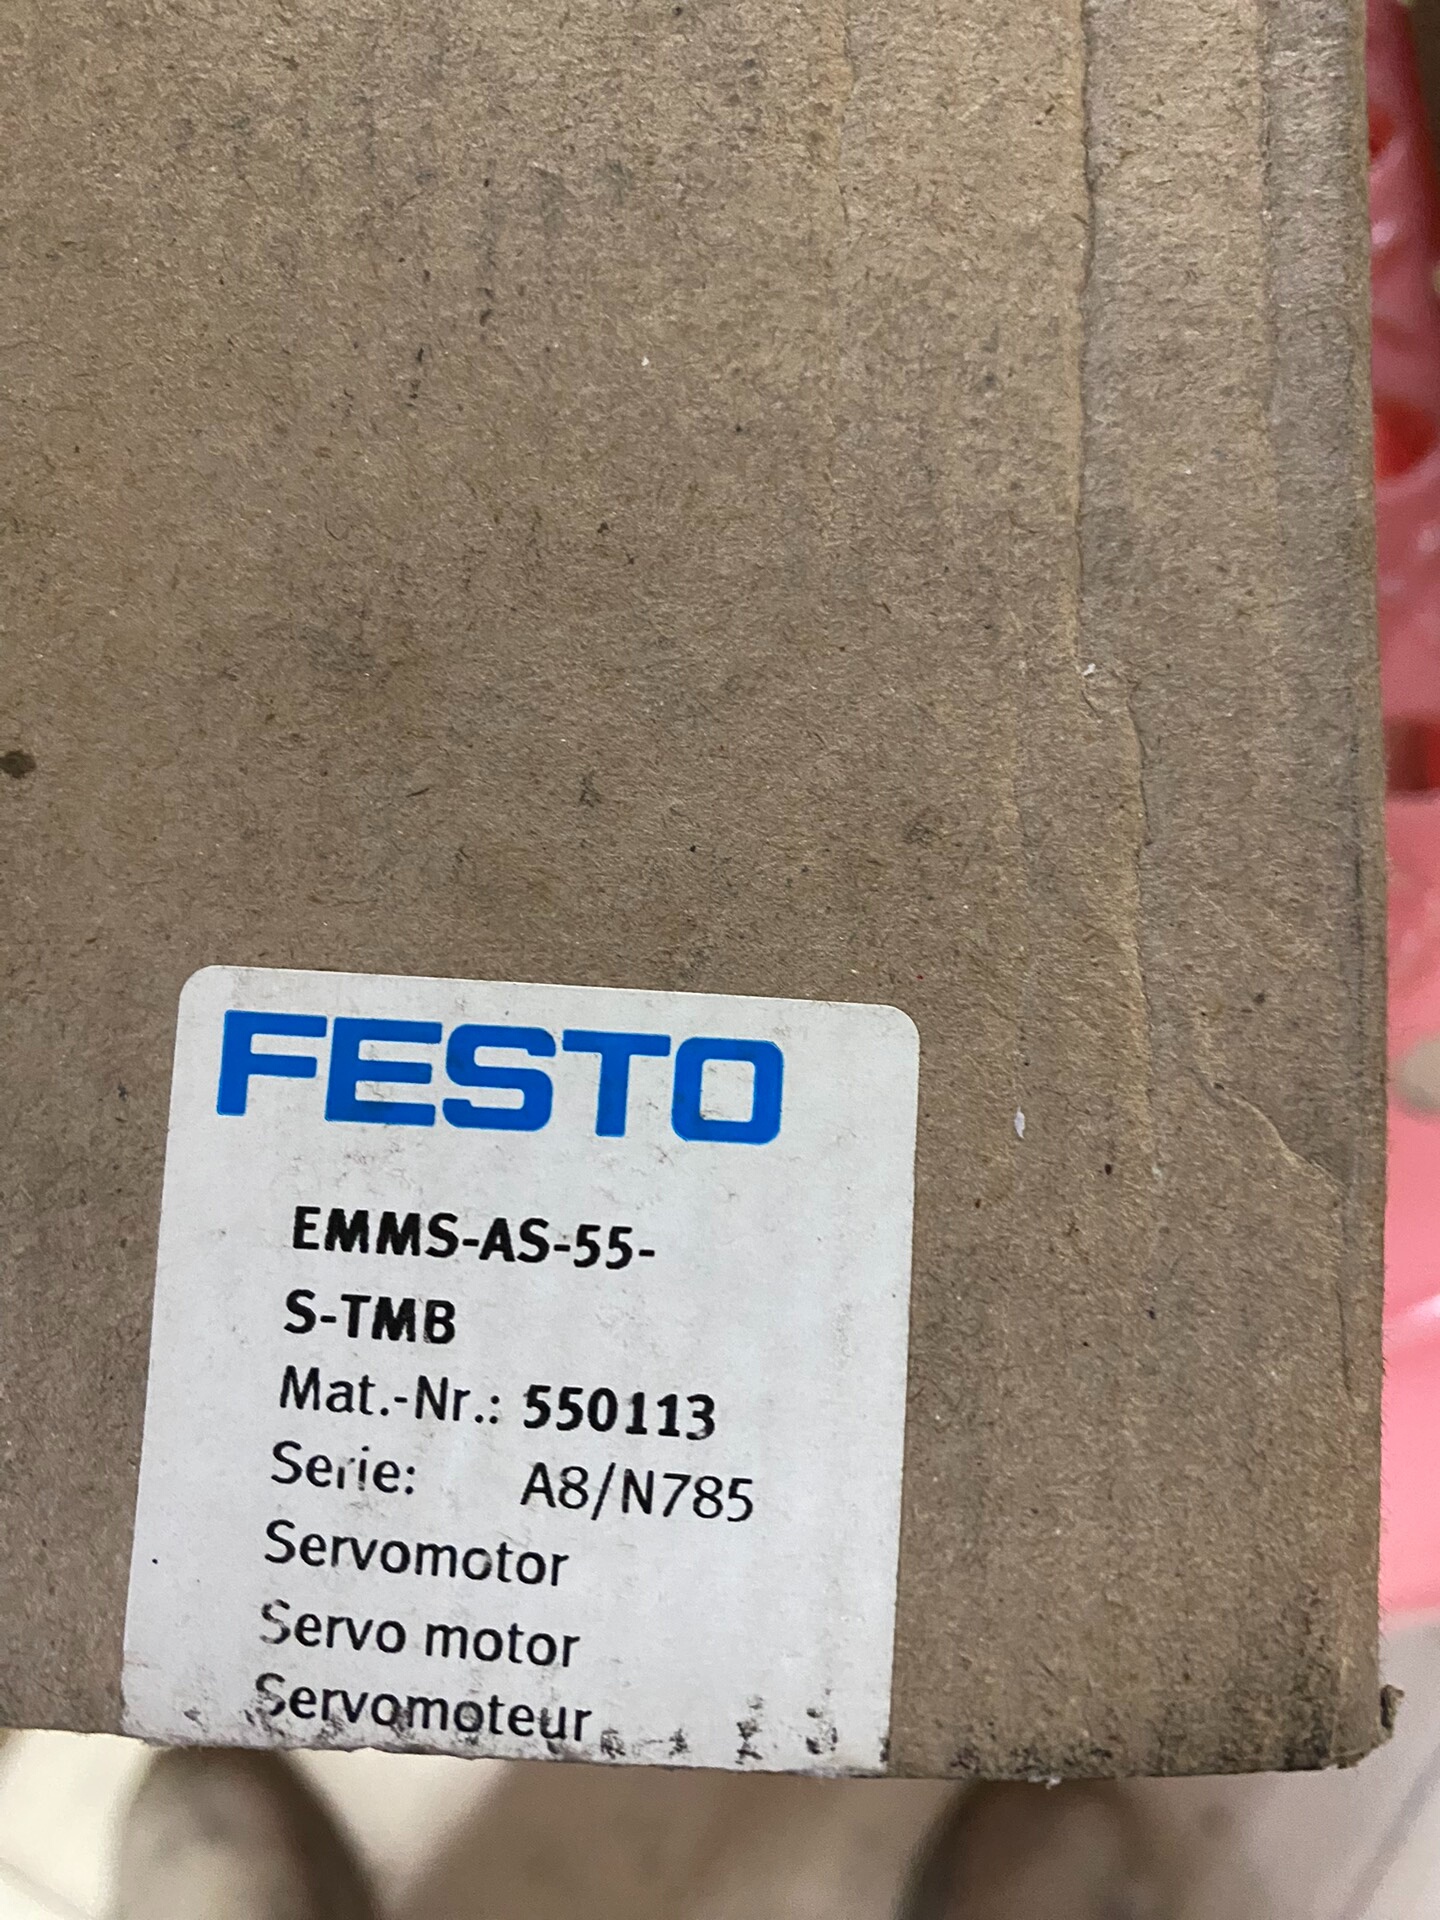 FESTO
EMMS-AS-55-
S-TMB
Mat.-Nr.: 550113
Serie: A8/N785
Servomotor
Servo motor
Servomoteur